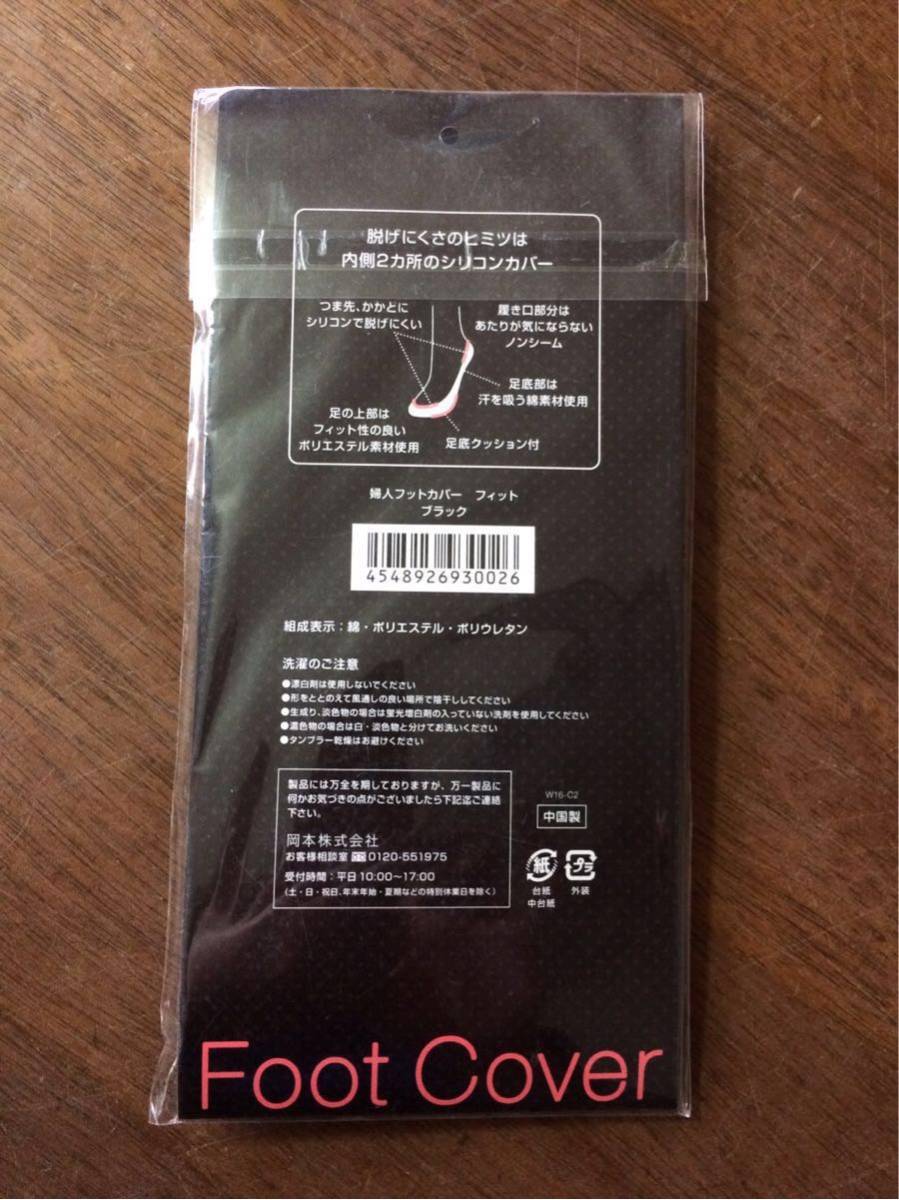 脱げにくさのヒミツは
内側2カ所のシリコンカバー
つま先、かかとに
シリコンで脱げにくい
履き口部分は
あたりが気にならない
ノンシーム
足底部は
汗を吸う綿素材使用
足の上部は
フィット性の良い
ポリエステル素材使用
足底クッション付
婦人フットカバー フィット
ブラック
4548926930026
組成表示：綿・ポリエステル・ポリウレタン
洗濯のご注意
●漂白剤は使用しないでください
●形をととのえて風通しの良い場所で陰干ししてください
●生成り、淡色物の場合は蛍光増白剤の入っていない洗剤を使用してください
●濃色物の場合は白・淡色物と分けてお洗いください
●タンブラー乾燥はお避けください
製品には万全を期しておりますが、万一製品に
何かお気づきの点がございましたら下記迄ご連絡
下さい。
岡本株式会社
お客様相談室 0120-551975
受付時間：平日10:00〜17:00
（土・日・祝日、年末年始・夏期などの特別休業日を除く）
W16-C2
中国製
紙
台紙
中台紙
プラ
外装
Foot Cover